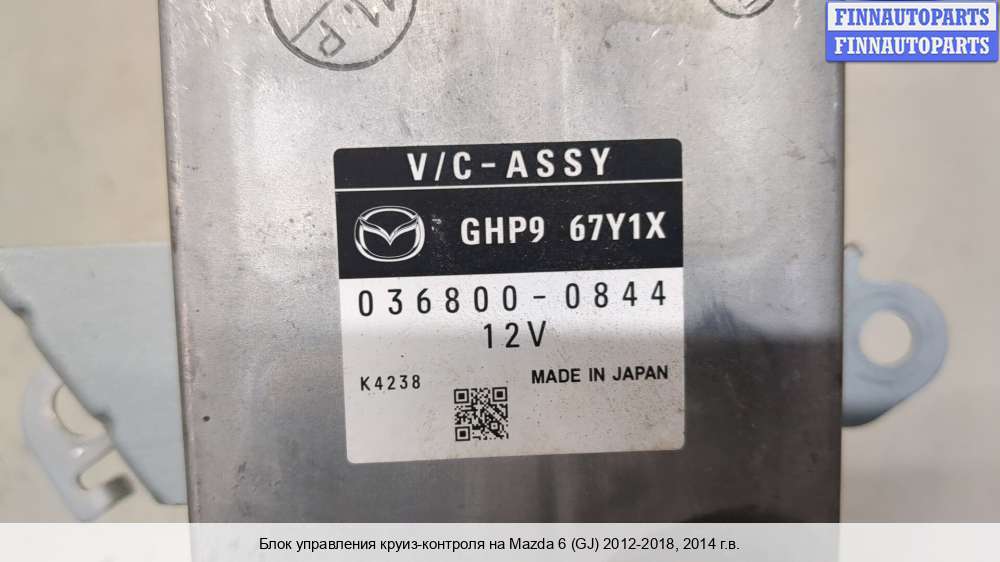 11.P
FINNAUTOPARTS
FINNAUTOPARTS
V/C-ASSY
GHP9 67Y1X
036800-0844
12V
K4238
MADE IN JAPAN
Блок управления круиз-контроля на Mazda 6 (GJ) 2012-2018, 2014 г.в.